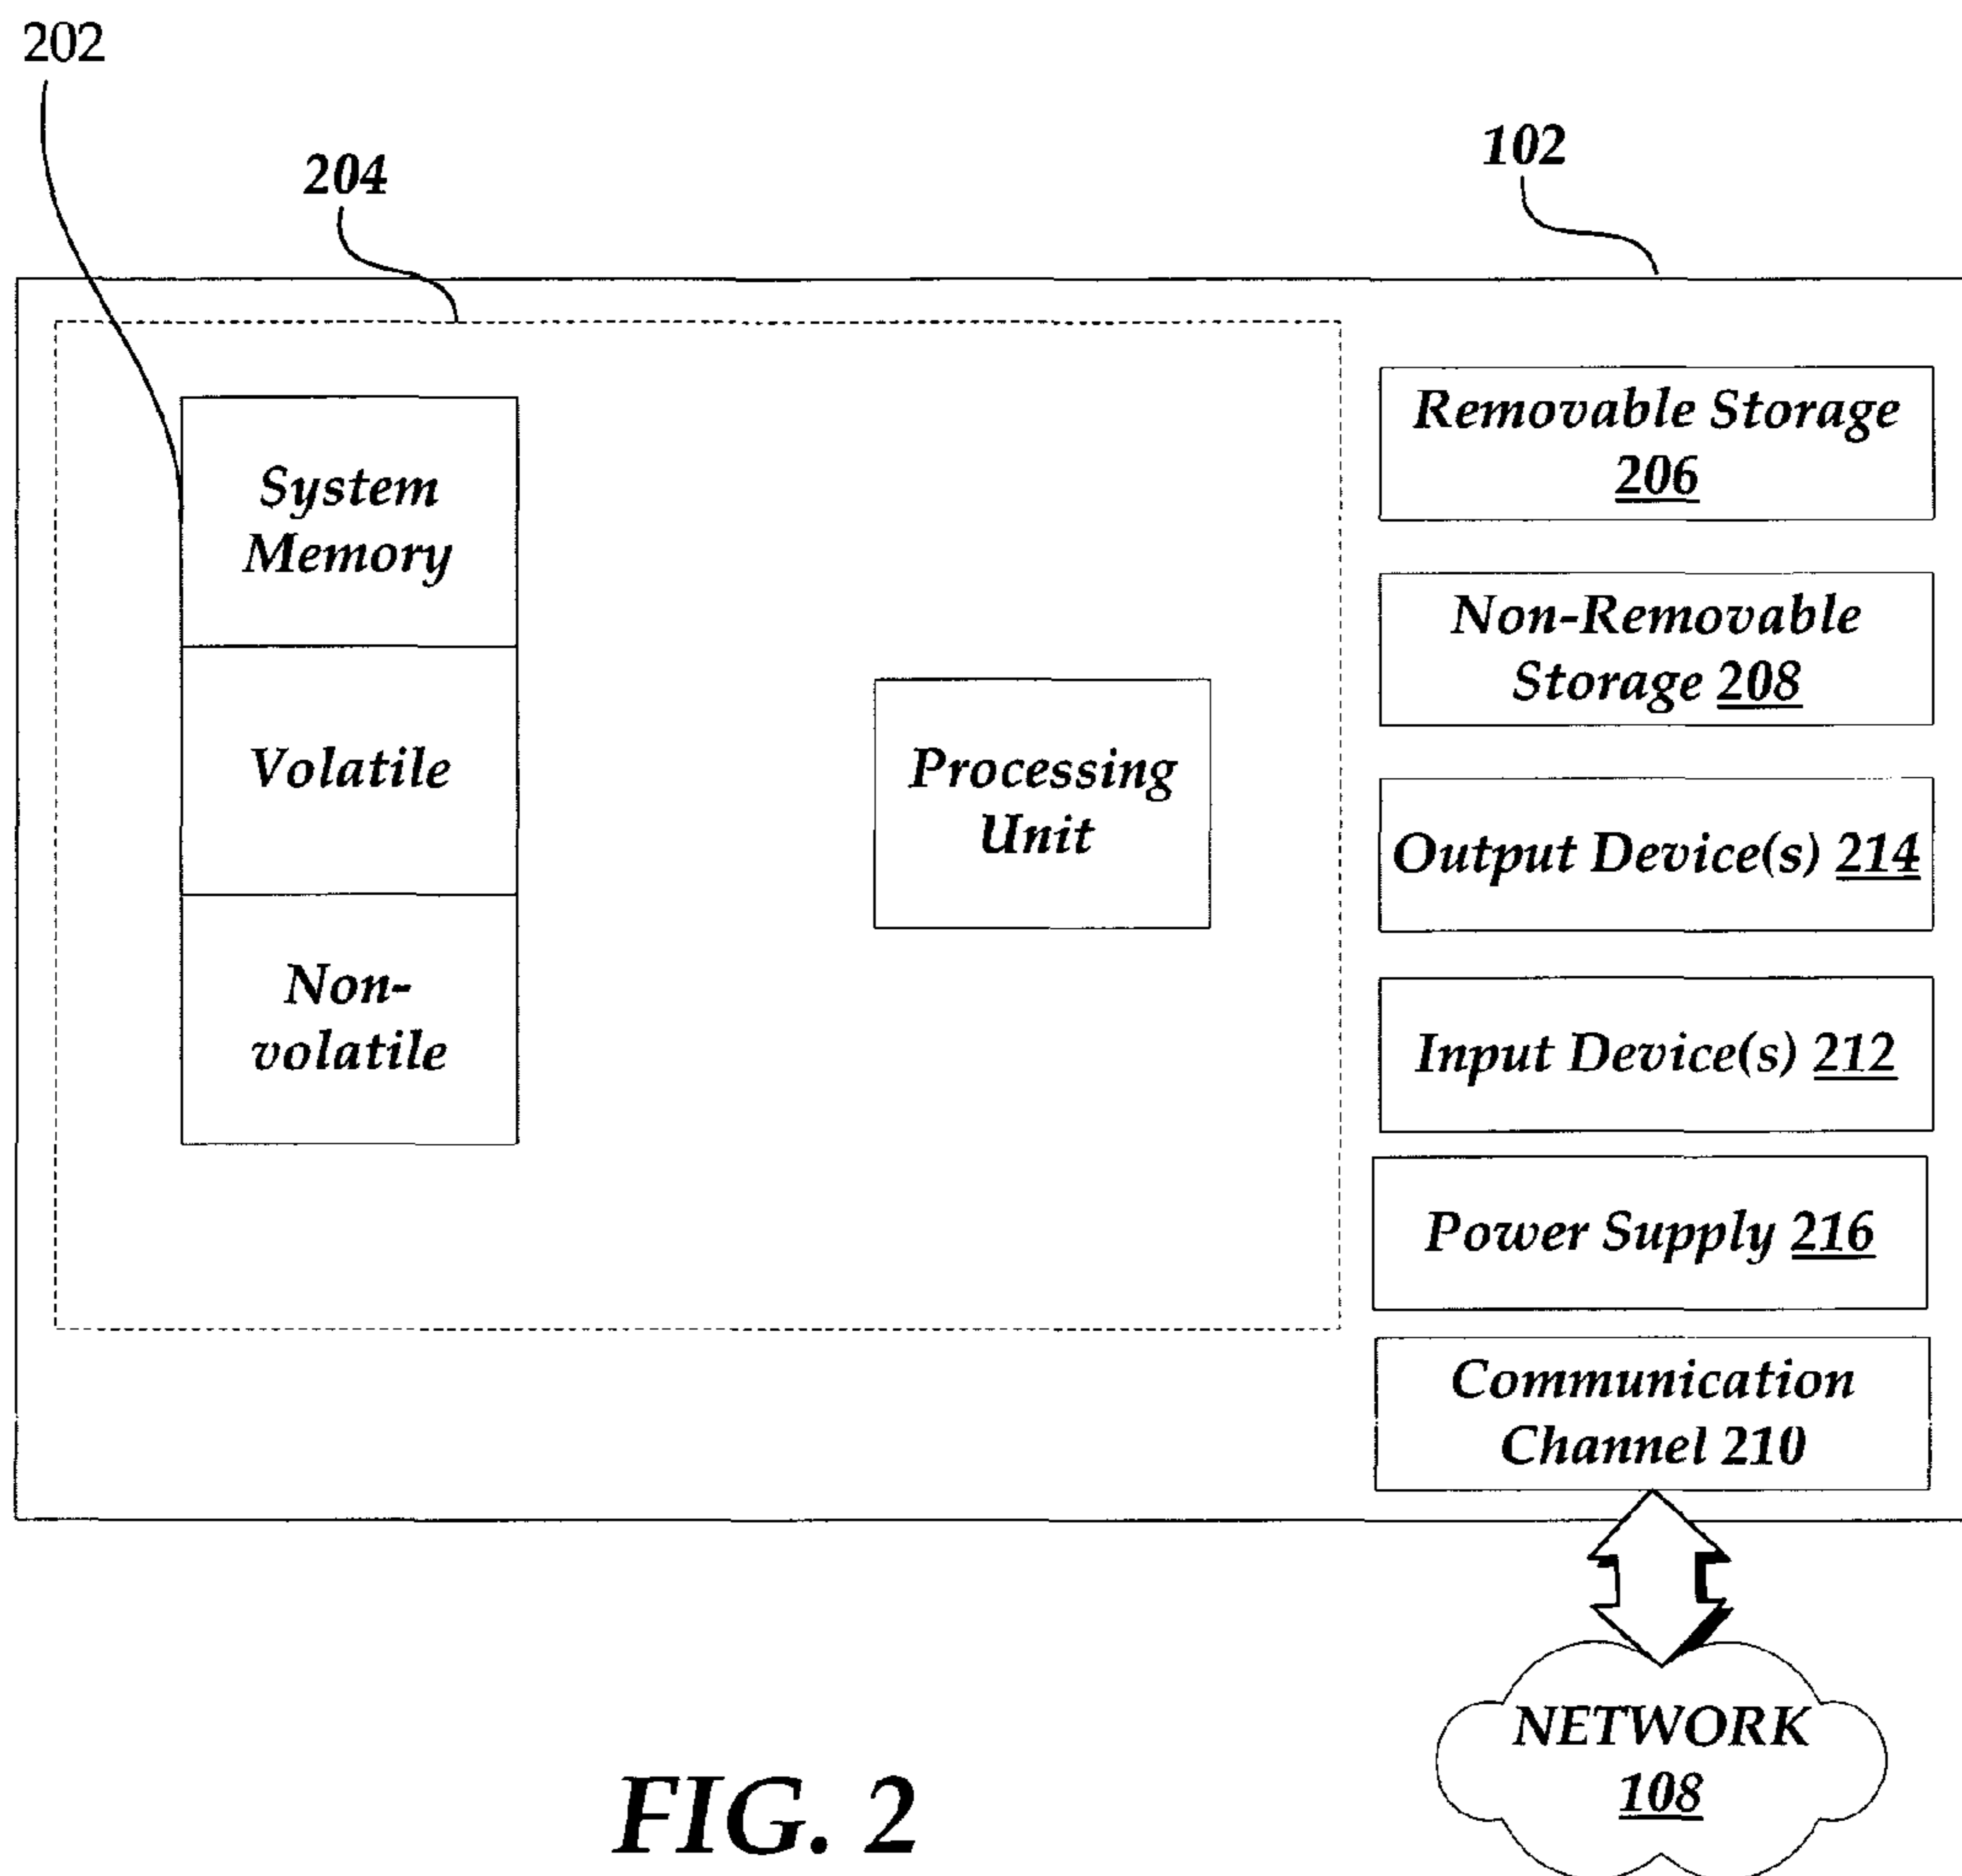 202
204
102
System
Memory
Volatile
Non-
volatile
Processing
Unit
Removable Storage
206
Non-Removable
Storage 208
Output Device(s) 214
Input Device(s) 212
Power Supply 216
Communication
Channel 210
NETWORK
108
FIG. 2